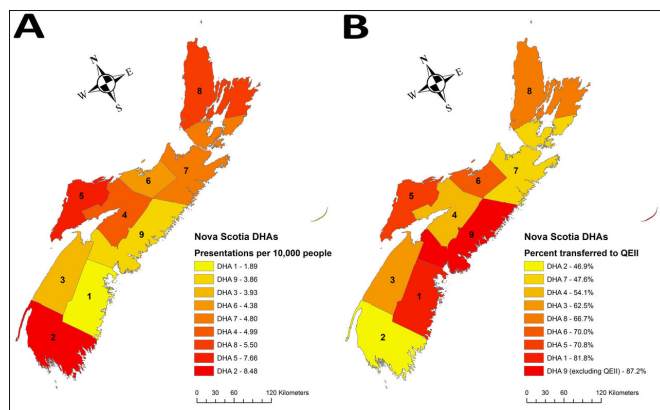 A
N
E
W
S
8
7
6
5
4
9
3
1
2
Nova Scotia DHAs
Presentations per 10,000 people
DHA 1 - 1.89
DHA 9 - 3.86
DHA 3 - 3.93
DHA 6 - 4.38
DHA 7 - 4.80
DHA 4 - 4.99
DHA 8 - 5.50
DHA 5 - 7.66
DHA 2 - 8.48
0 20 40 60 80 120 Kilometers
B
N
E
W
S
8
7
6
5
4
9
3
1
2
Nova Scotia DHAs
Percent transferred to QEII
DHA 2 - 46.9%
DHA 7 - 47.6%
DHA 4 - 54.1%
DHA 3 - 62.5%
DHA 8 - 66.7%
DHA 6 - 70.0%
DHA 5 - 70.8%
DHA 1 - 81.8%
DHA 9 (excluding QEII) - 87.2%
0 20 40 60 80 120 Kilometers